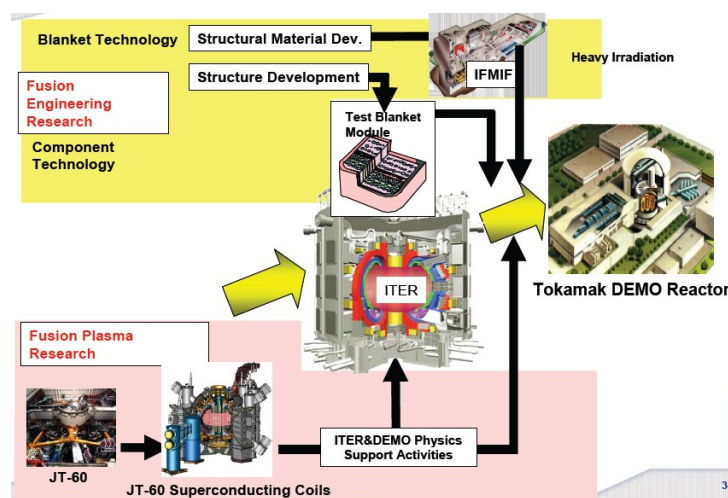 Blanket Technology
Structural Material Dev.
IFMIF
Heavy Irradiation
Structure Development
Fusion
Engineering
Research
Test Blanket
Module
Component
Technology
ITER
Tokamak DEMO Reactor
Fusion Plasma
Research
ITER&DEMO Physics
Support Activities
JT-60
JT-60 Superconducting Coils
3